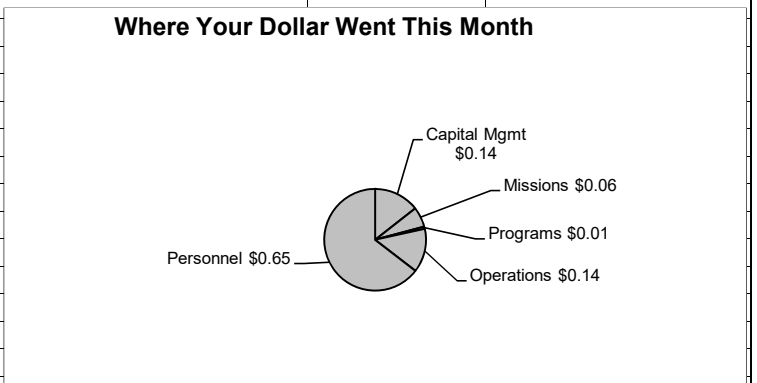 Where Your Dollar Went This Month
Capital Mgmt
$0.14
Missions $0.06
Programs $0.01
Personnel $0.65
Operations $0.14